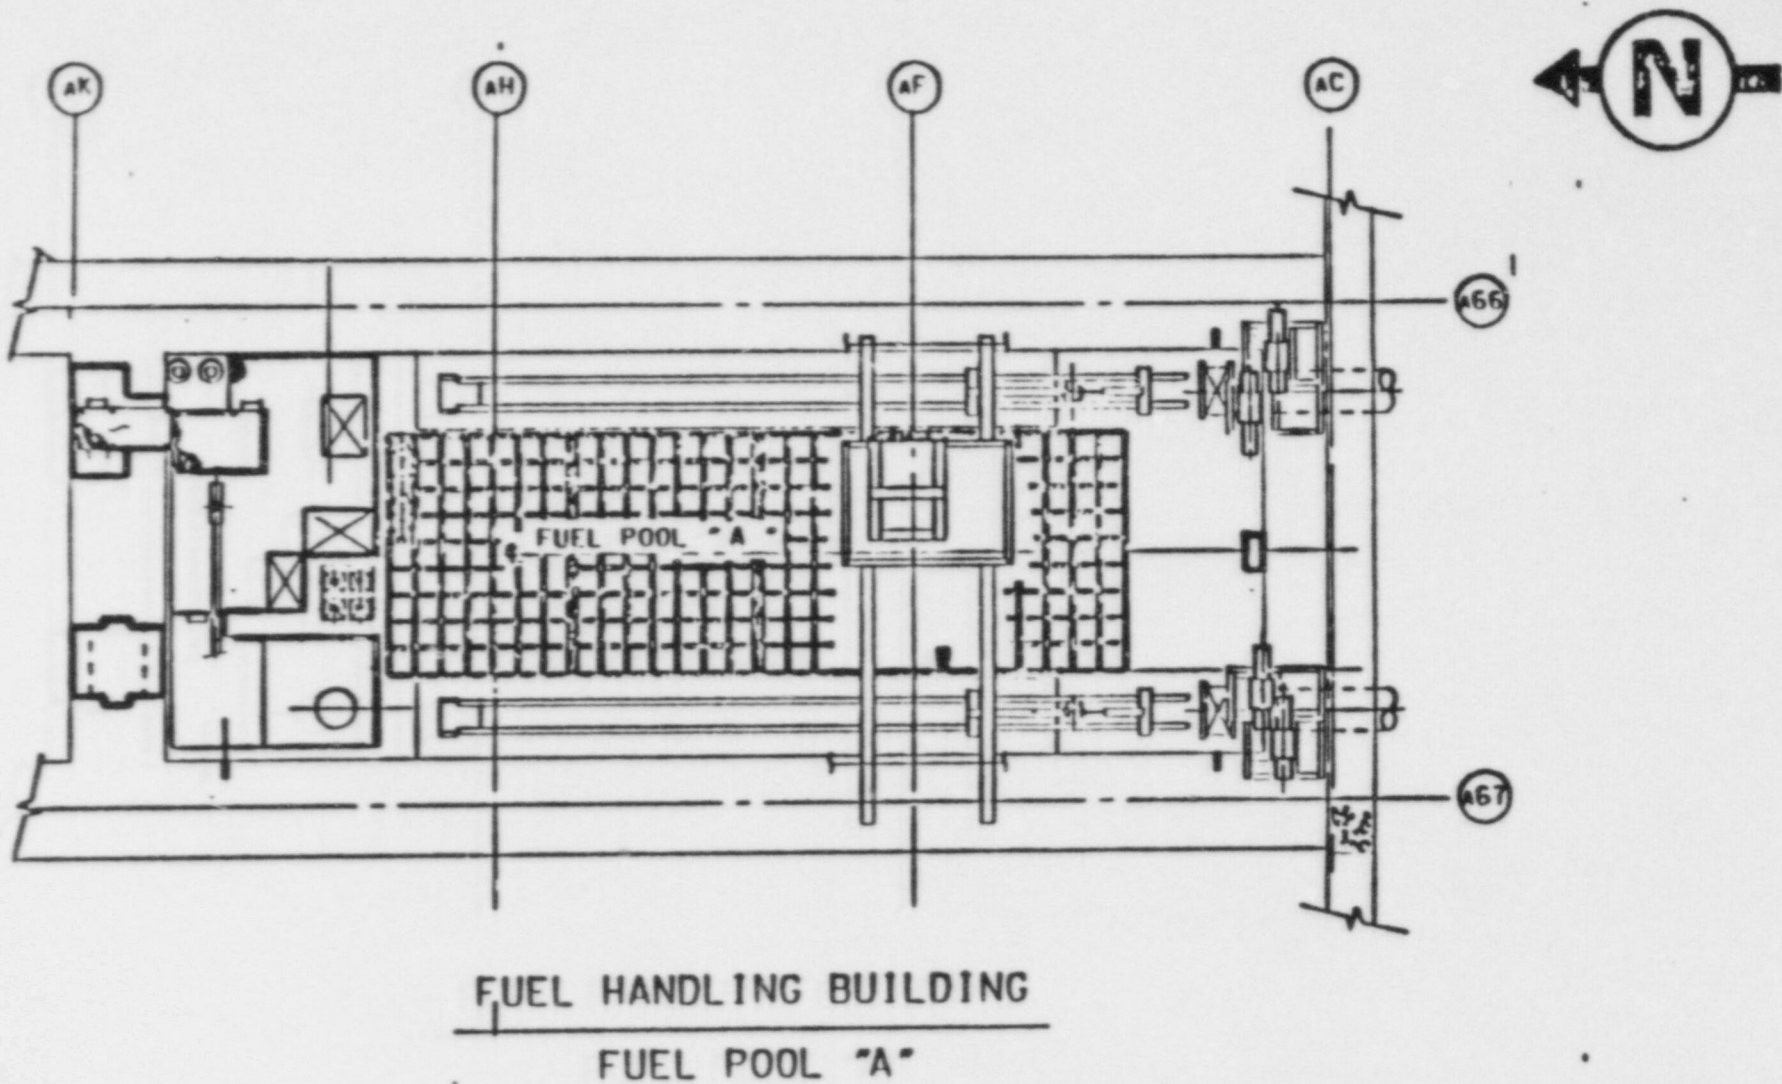 AK
AH
AF
AC
N
A66
FUEL POOL "A"
A67
FUEL HANDLING BUILDING
FUEL POOL "A"